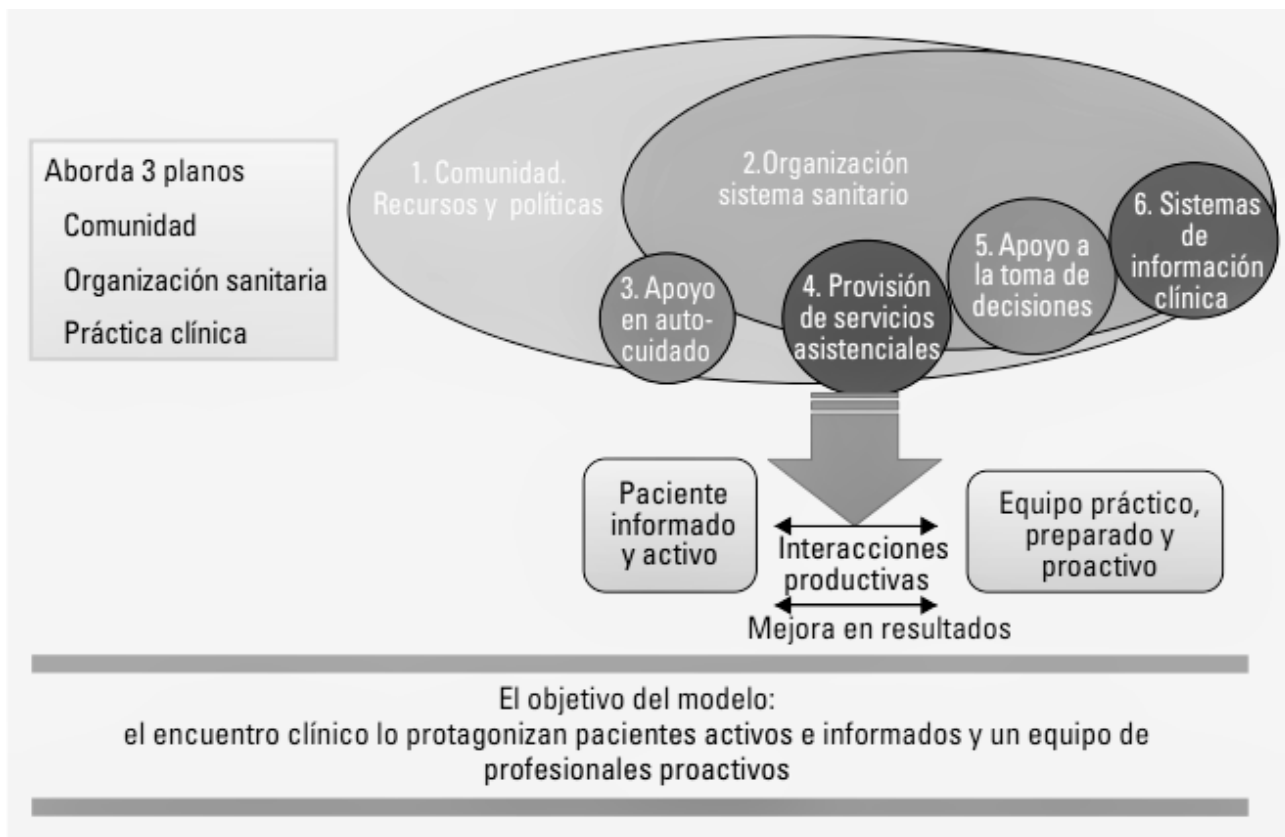 Aborda 3 planos
Comunidad
Organización sanitaria
Práctica clínica
1. Comunidad.
Recursos y políticas
2.Organización
sistema sanitario
3. Apoyo
en auto-
cuidado
4. Provisión
de servicios
asistenciales
5. Apoyo a
la toma de
decisiones
6. Sistemas
de
información
clínica
Paciente
informado
y activo
Interacciones
productivas
Mejora en resultados
Equipo práctico,
preparado y
proactivo
El objetivo del modelo:
el encuentro clínico lo protagonizan pacientes activos e informados y un equipo de
profesionales proactivos